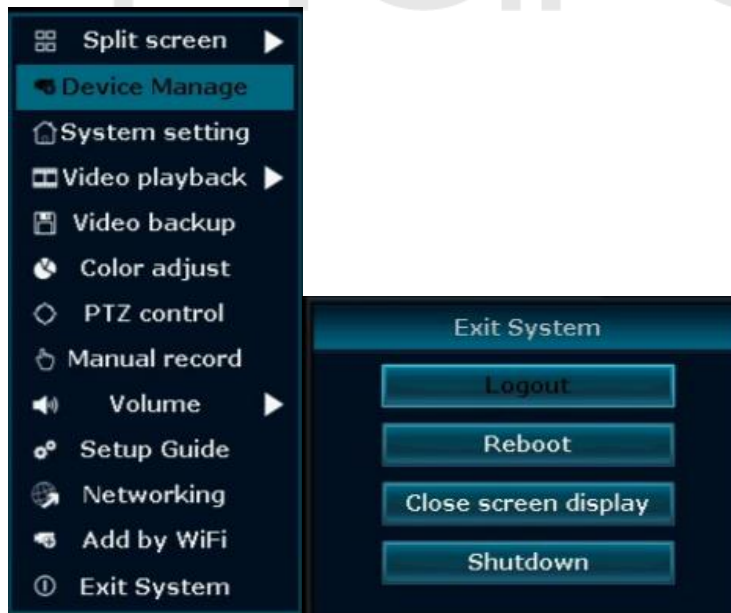 Split screen
Device Manage
System setting
Video playback
Video backup
Color adjust
PTZ control
Manual record
Volume
Setup Guide
Networking
Add by WiFi
Exit System
Exit System
Logout
Reboot
Close screen display
Shutdown